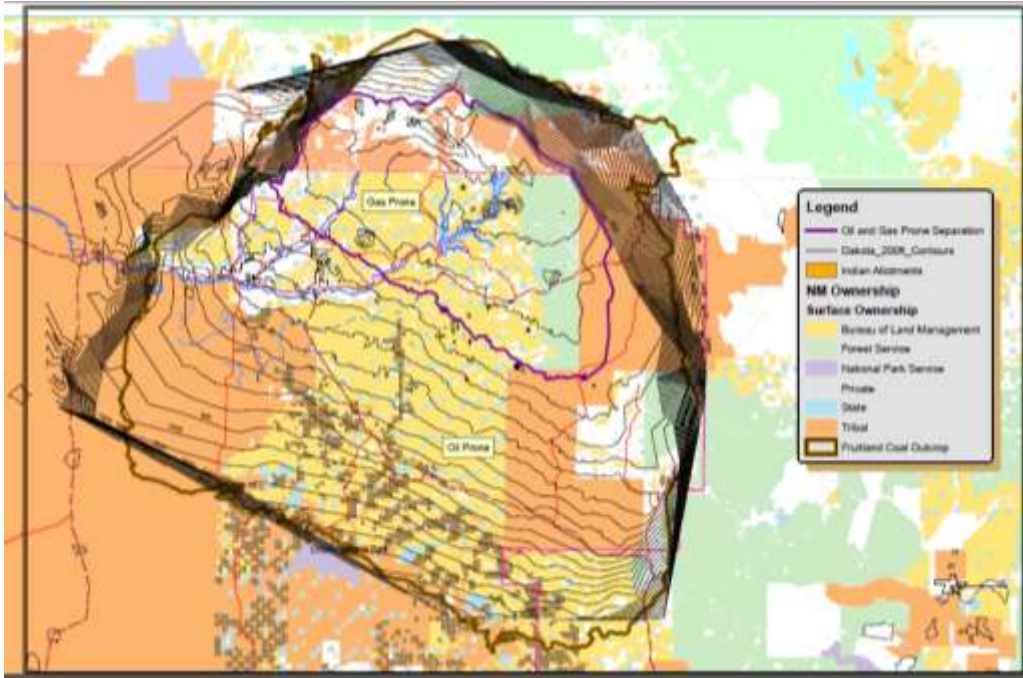 Gas Prone
Oil Prone
Legend
Oil and Gas Prone Separation
Dakota_2006_Contours
Indian Allotments
NM Ownership
Surface Ownership
Bureau of Land Management
Forest Service
National Park Service
Private
State
Tribal
Fruitland Coal Outcrop